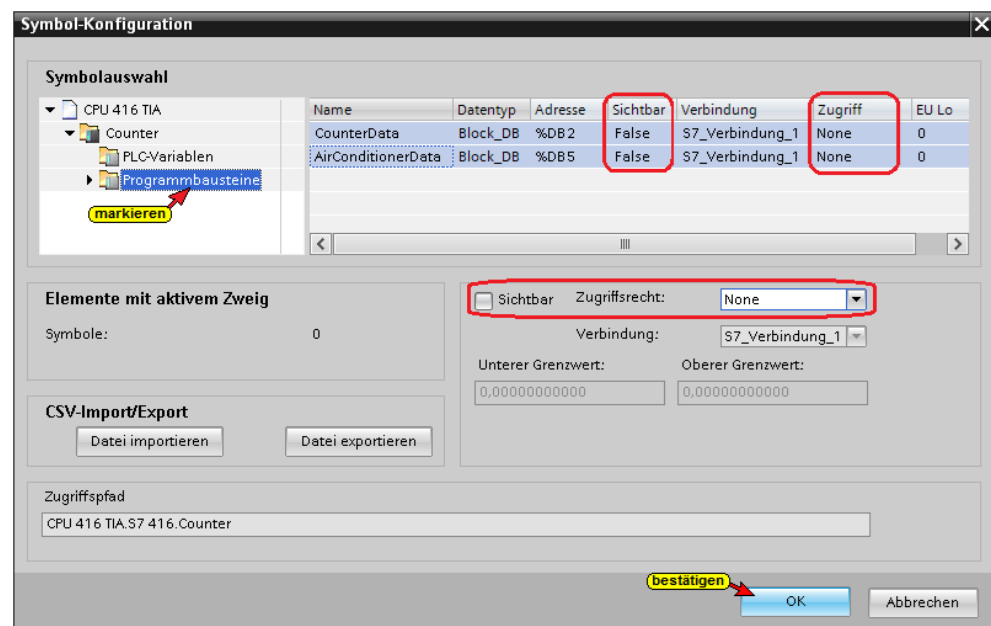 Symbol-Konfiguration
Symbolauswahl
CPU 416 TIA
Counter
PLC-Variablen
Programmbausteine
markieren
Name Datentyp Adresse Sichtbar Verbindung Zugriff EU Lo
CounterData Block_DB %DB2 False S7_Verbindung_1 None 0
AirConditionerData Block_DB %DB5 False S7_Verbindung_1 None 0
Elemente mit aktivem Zweig
Symbole: 0
Sichtbar Zugriffsrecht: None
Verbindung: S7_Verbindung_1
Unterer Grenzwert: Oberer Grenzwert:
0,00000000000 0,00000000000
CSV-Import/Export
Datei importieren Datei exportieren
Zugriffspfad
CPU 416 TIA.S7 416.Counter
bestätigen
OK Abbrechen